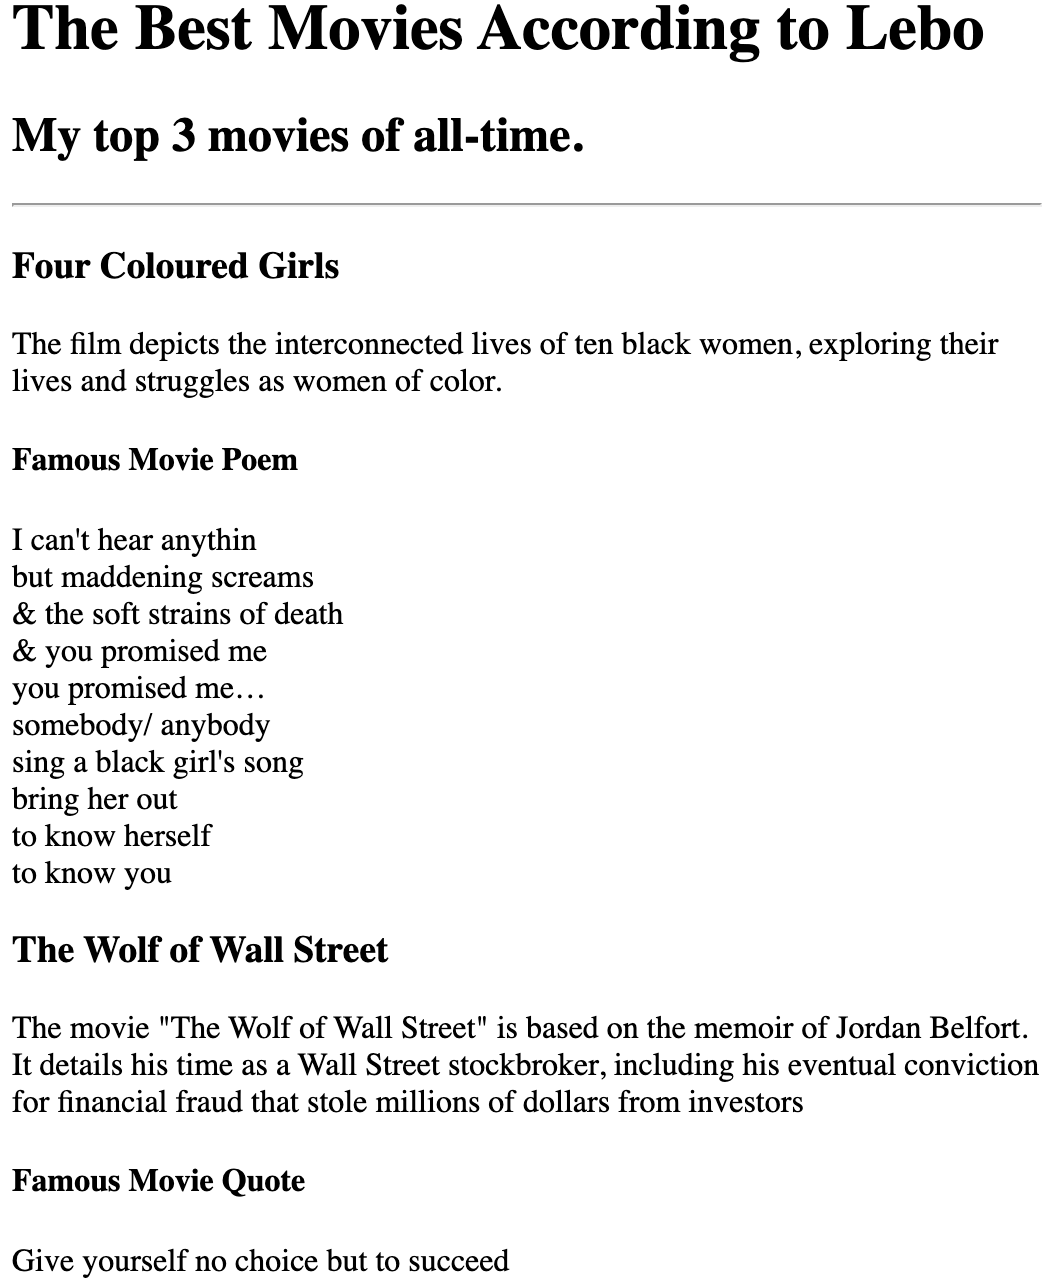 The Best Movies According to Lebo
My top 3 movies of all-time.
Four Coloured Girls
The film depicts the interconnected lives of ten black women, exploring their
lives and struggles as women of color.
Famous Movie Poem
I can't hear anythin
but maddening screams
& the soft strains of death
& you promised me
you promised me…
somebody/ anybody
sing a black girl's song
bring her out
to know herself
to know you
The Wolf of Wall Street
The movie "The Wolf of Wall Street" is based on the memoir of Jordan Belfort.
It details his time as a Wall Street stockbroker, including his eventual conviction
for financial fraud that stole millions of dollars from investors
Famous Movie Quote
Give yourself no choice but to succeed